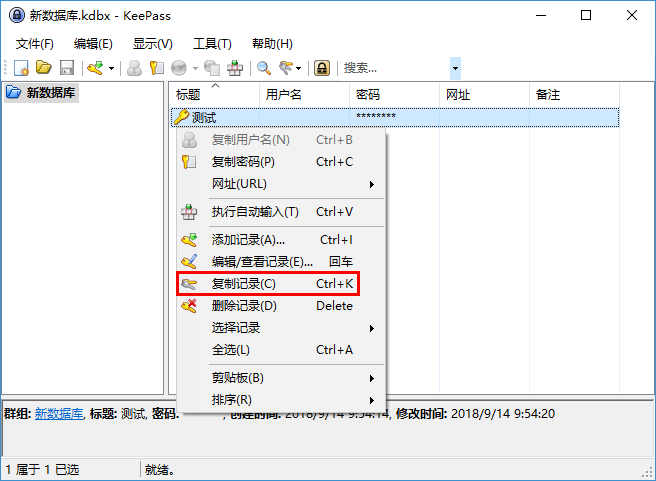 新数据库.kdbx - KeePass
文件(F) 编辑(E) 显示(V) 工具(T) 帮助(H)
搜索...
新数据库
标题 用户名 密码 网址 备注
测试 ********
复制用户名(N) Ctrl+B
复制密码(P) Ctrl+C
网址(URL)
执行自动输入(T) Ctrl+V
添加记录(A)... Ctrl+I
编辑/查看记录(E)... 回车
复制记录(C) Ctrl+K
删除记录(D) Delete
选择记录
全选(L) Ctrl+A
剪贴板(B)
排序(R)
群组: 新数据库, 标题: 测试, 密码: , 创建时间: 2018/9/14 9:54:14, 修改时间: 2018/9/14 9:54:20
1 属于 1 已选 就绪。